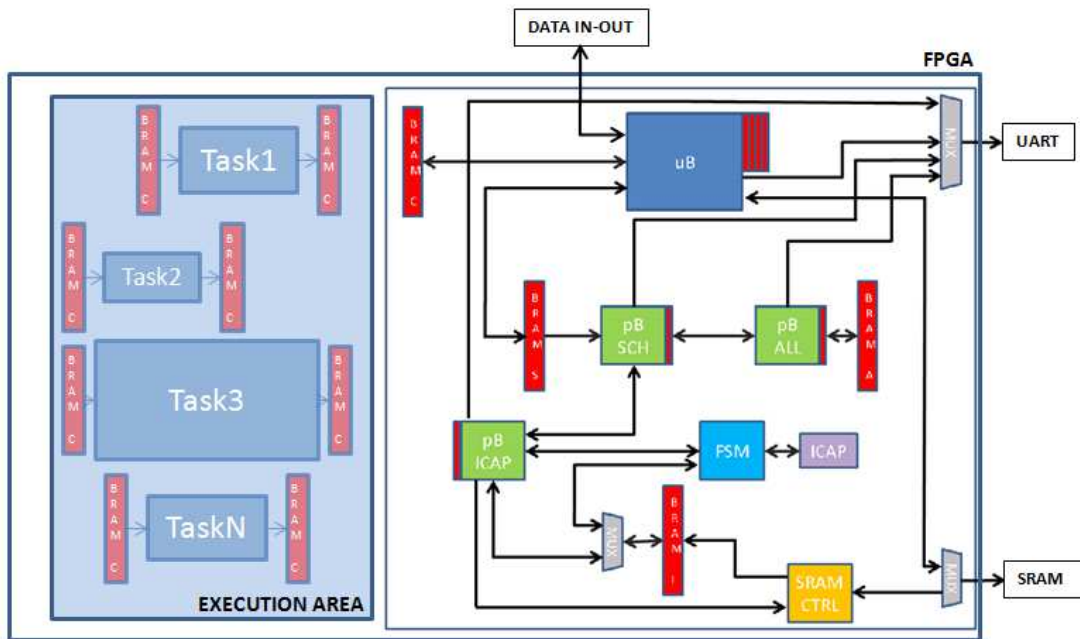 DATA IN-OUT
FPGA
BRAM C
Task1
BRAM C
BRAM C
Task2
BRAM C
BRAM C
Task3
BRAM C
BRAM C
TaskN
BRAM C
EXECUTION AREA
BRAM C
uB
MUX
UART
BRAM S
pB
SCH
pB
ALL
BRAM A
pB
ICAP
FSM
ICAP
MUX
BRAM I
SRAM
CTRL
MUX
SRAM